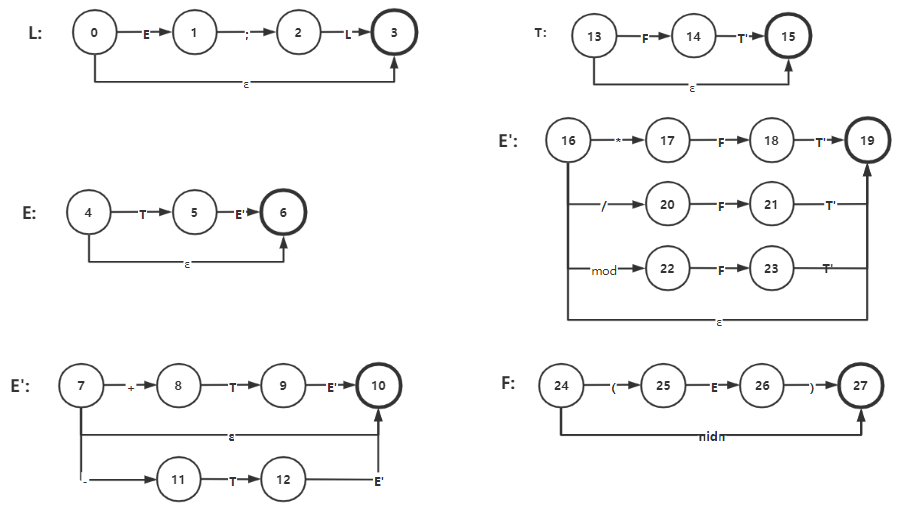 L: 0 E 1 ; 2 L 3
ε
E: 4 T 5 E' 6
ε
E': 7 + 8 T 9 E' 10
ε
- 11 T 12 E'
T: 13 F 14 T' 15
ε
E': 16 * 17 F 18 T' 19
/ 20 F 21 T'
mod 22 F 23 T'
ε
F: 24 ( 25 E 26 ) 27
nidn